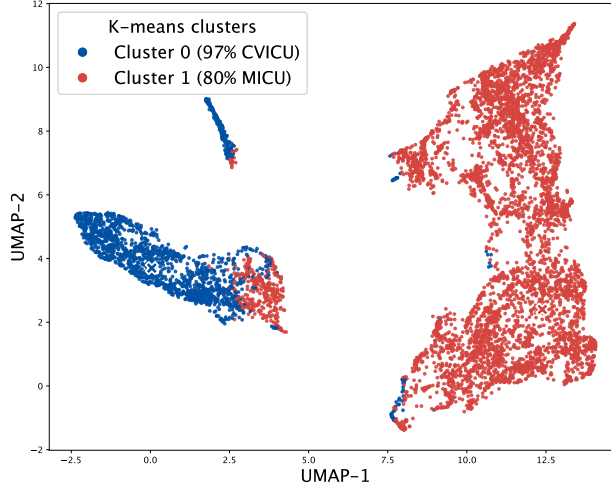 K-means clusters
Cluster 0 (97% CVICU)
Cluster 1 (80% MICU)
12
10
8
6
4
2
0
−2
UMAP-2
−2.5 0.0 2.5 5.0 7.5 10.0 12.5
UMAP-1